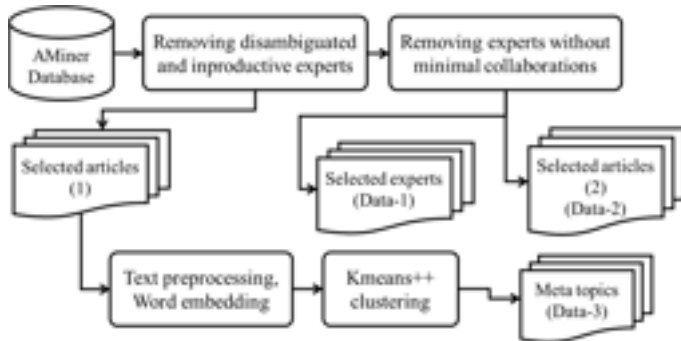 AMiner
Database
Removing disambiguated
and inproductive experts
Removing experts without
minimal collaborations
Selected articles
(1)
Selected experts
(Data-1)
Selected articles
(2)
(Data-2)
Text preprocessing,
Word embedding
Kmeans++
clustering
Meta topics
(Data-3)